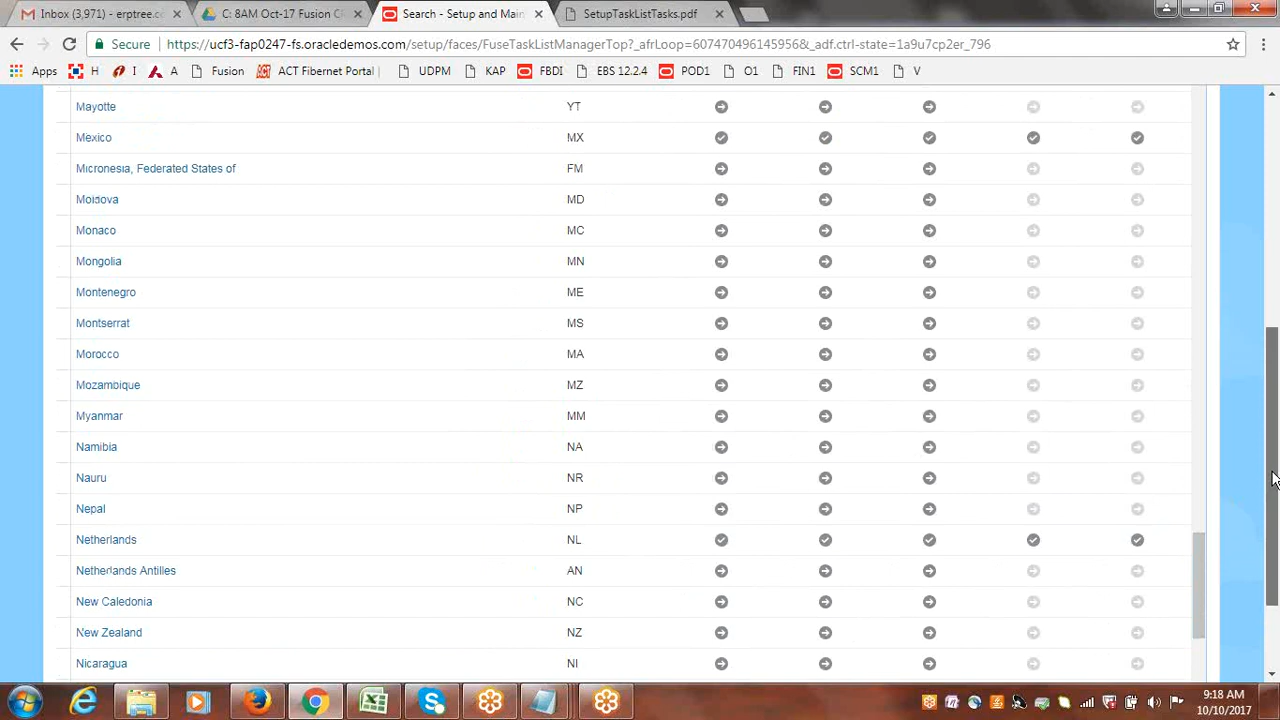 Inbox (3,971) - erptree.co
C: 8AM Oct-17 Fusion C
Search - Setup and Main
SetupTaskListTasks.pdf
Secure
https://ucf3-fap0247-fs.oracledemos.com/setup/faces/FuseTaskListManagerTop?_afrLoop=6074704961459568&_adf.ctrl-state=1a9u7cp2er_796
Apps H I T A Fusion ACT Fibernet Portal UDPM KAP FBDI EBS 12.2.4 POD1 O1 FIN1 SCM1 V
Mayotte YT
Mexico MX
Micronesia, Federated States of FM
Moldova MD
Monaco MC
Mongolia MN
Montenegro ME
Montserrat MS
Morocco MA
Mozambique MZ
Myanmar MM
Namibia NA
Nauru NR
Nepal NP
Netherlands NL
Netherlands Antilles AN
New Caledonia NC
New Zealand NZ
Nicaragua NI
9:18 AM
10/10/2017